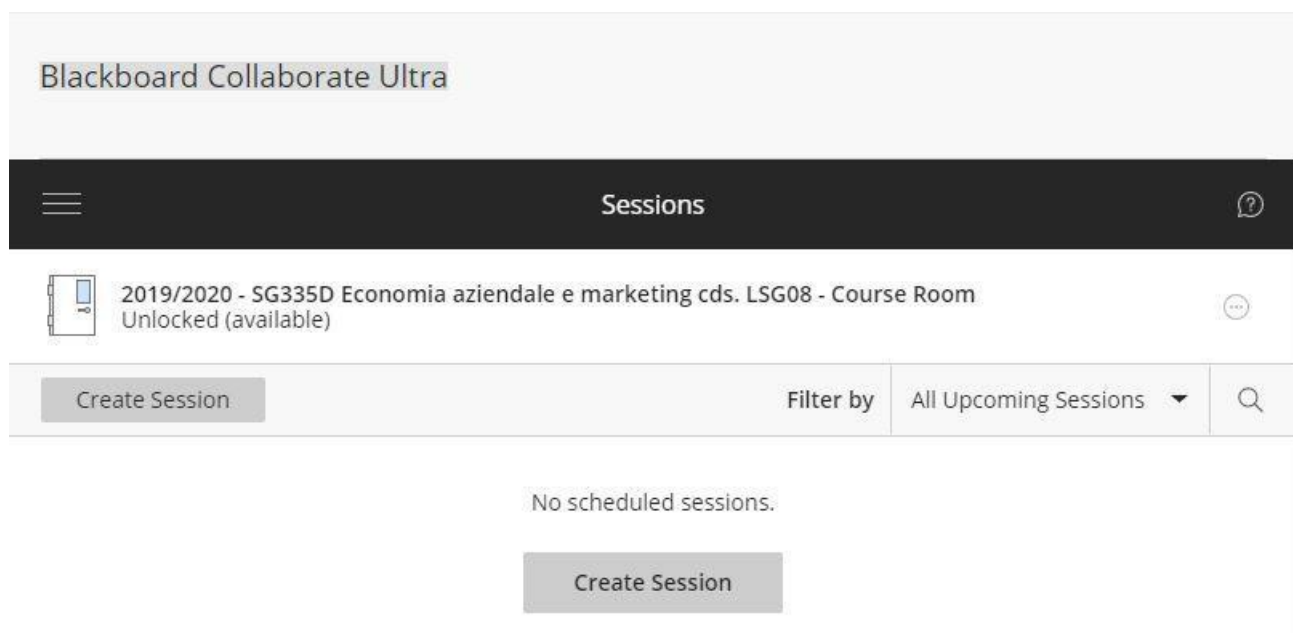 Blackboard Collaborate Ultra
Sessions
2019/2020 - SG335D Economia aziendale e marketing cds. LSG08 - Course Room
Unlocked (available)
Create Session Filter by All Upcoming Sessions
No scheduled sessions.
Create Session